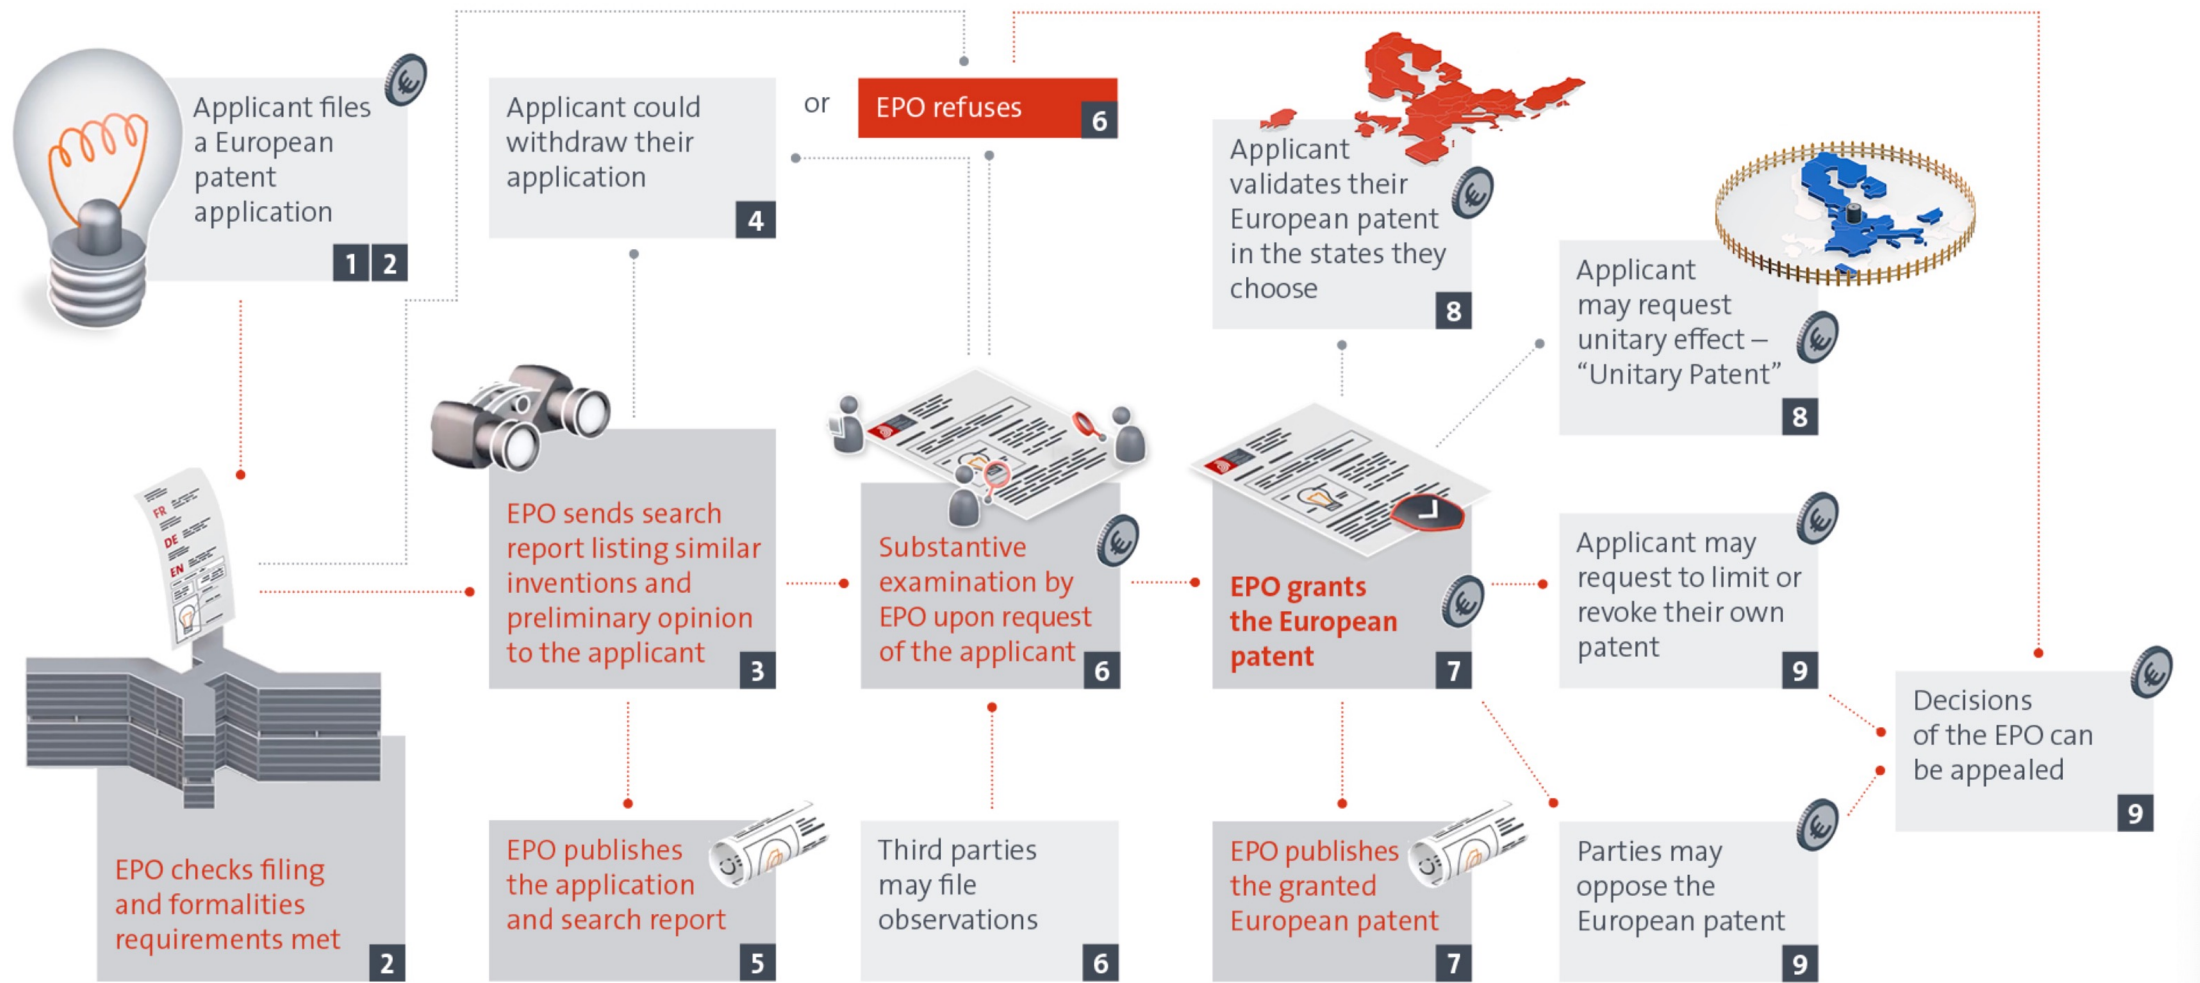 Applicant files
a European
patent
application
1 2
Applicant could
withdraw their
application
4
or
EPO refuses
6
Applicant
validates their
European patent
in the states they
choose
8
Applicant
may request
unitary effect –
“Unitary Patent”
8
FR
DE
EN
EPO checks filing
and formalities
requirements met
2
EPO sends search
report listing similar
inventions and
preliminary opinion
to the applicant
3
EPO publishes
the application
and search report
5
Substantive
examination by
EPO upon request
of the applicant
6
Third parties
may file
observations
6
EPO grants
the European
patent
7
EPO publishes
the granted
European patent
7
Applicant may
request to limit or
revoke their own
patent
9
Parties may
oppose the
European patent
9
Decisions
of the EPO can
be appealed
9